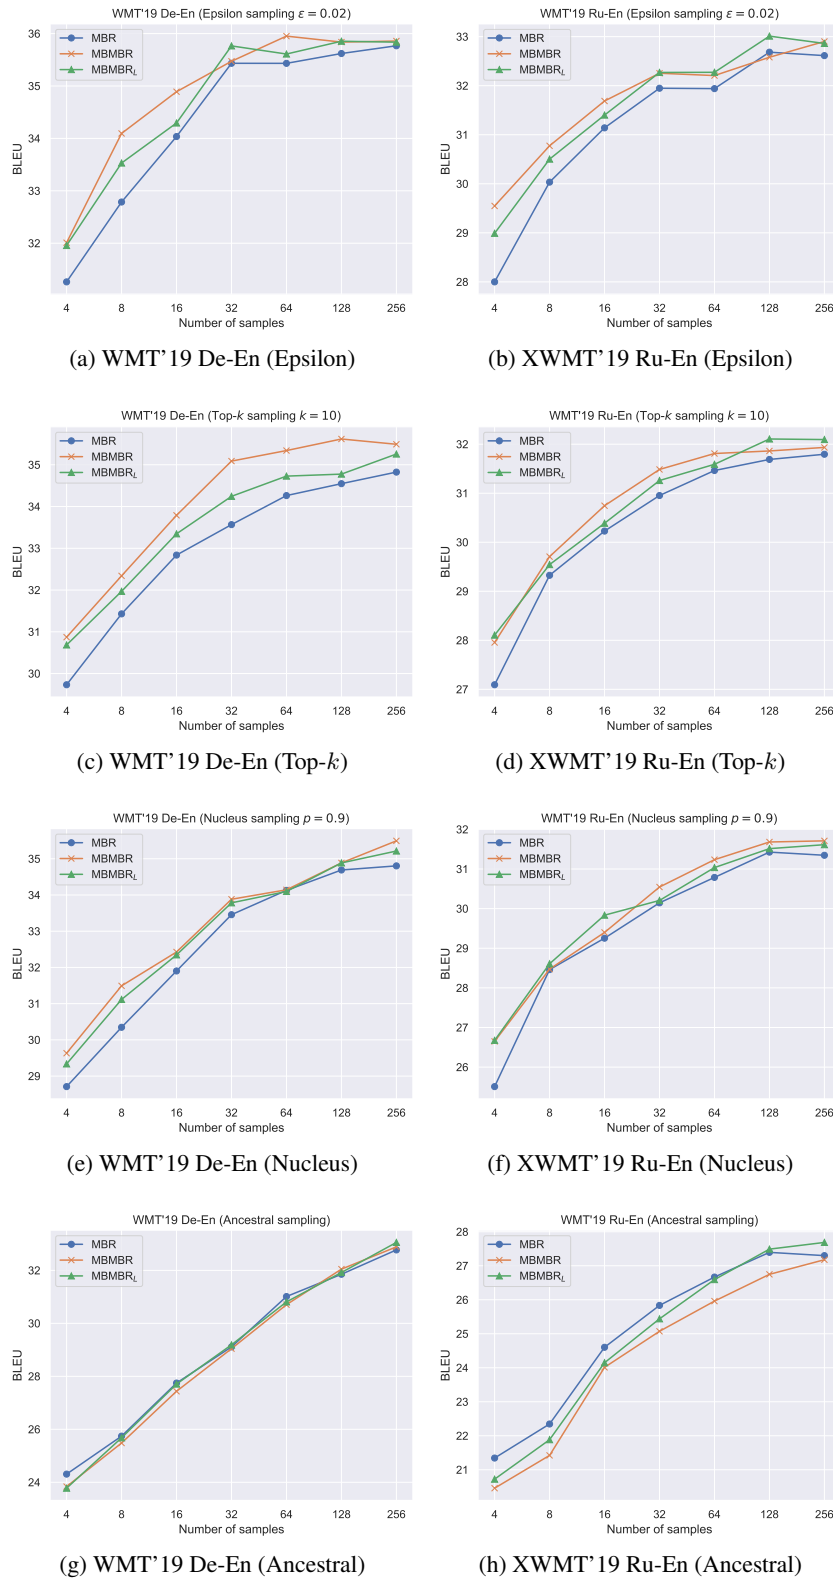 WMT'19 De-En (Epsilon sampling ε = 0.02)
BLEU
36
35
34
33
32
MBR
MBMBR
MBMBR_L
4 8 16 32 64 128 256
Number of samples
(a) WMT'19 De-En (Epsilon)
WMT'19 Ru-En (Epsilon sampling ε = 0.02)
BLEU
33
32
31
30
29
28
MBR
MBMBR
MBMBR_L
4 8 16 32 64 128 256
Number of samples
(b) XWMT'19 Ru-En (Epsilon)
WMT'19 De-En (Top-k sampling k = 10)
BLEU
35
34
33
32
31
30
MBR
MBMBR
MBMBR_L
4 8 16 32 64 128 256
Number of samples
(c) WMT'19 De-En (Top-k)
WMT'19 Ru-En (Top-k sampling k = 10)
BLEU
32
31
30
29
28
27
MBR
MBMBR
MBMBR_L
4 8 16 32 64 128 256
Number of samples
(d) XWMT'19 Ru-En (Top-k)
WMT'19 De-En (Nucleus sampling p = 0.9)
BLEU
35
34
33
32
31
30
29
MBR
MBMBR
MBMBR_L
4 8 16 32 64 128 256
Number of samples
(e) WMT'19 De-En (Nucleus)
WMT'19 Ru-En (Nucleus sampling p = 0.9)
BLEU
32
31
30
29
28
27
26
MBR
MBMBR
MBMBR_L
4 8 16 32 64 128 256
Number of samples
(f) XWMT'19 Ru-En (Nucleus)
WMT'19 De-En (Ancestral sampling)
BLEU
32
30
28
26
24
MBR
MBMBR
MBMBR_L
4 8 16 32 64 128 256
Number of samples
(g) WMT'19 De-En (Ancestral)
WMT'19 Ru-En (Ancestral sampling)
BLEU
28
27
26
25
24
23
22
21
MBR
MBMBR
MBMBR_L
4 8 16 32 64 128 256
Number of samples
(h) XWMT'19 Ru-En (Ancestral)